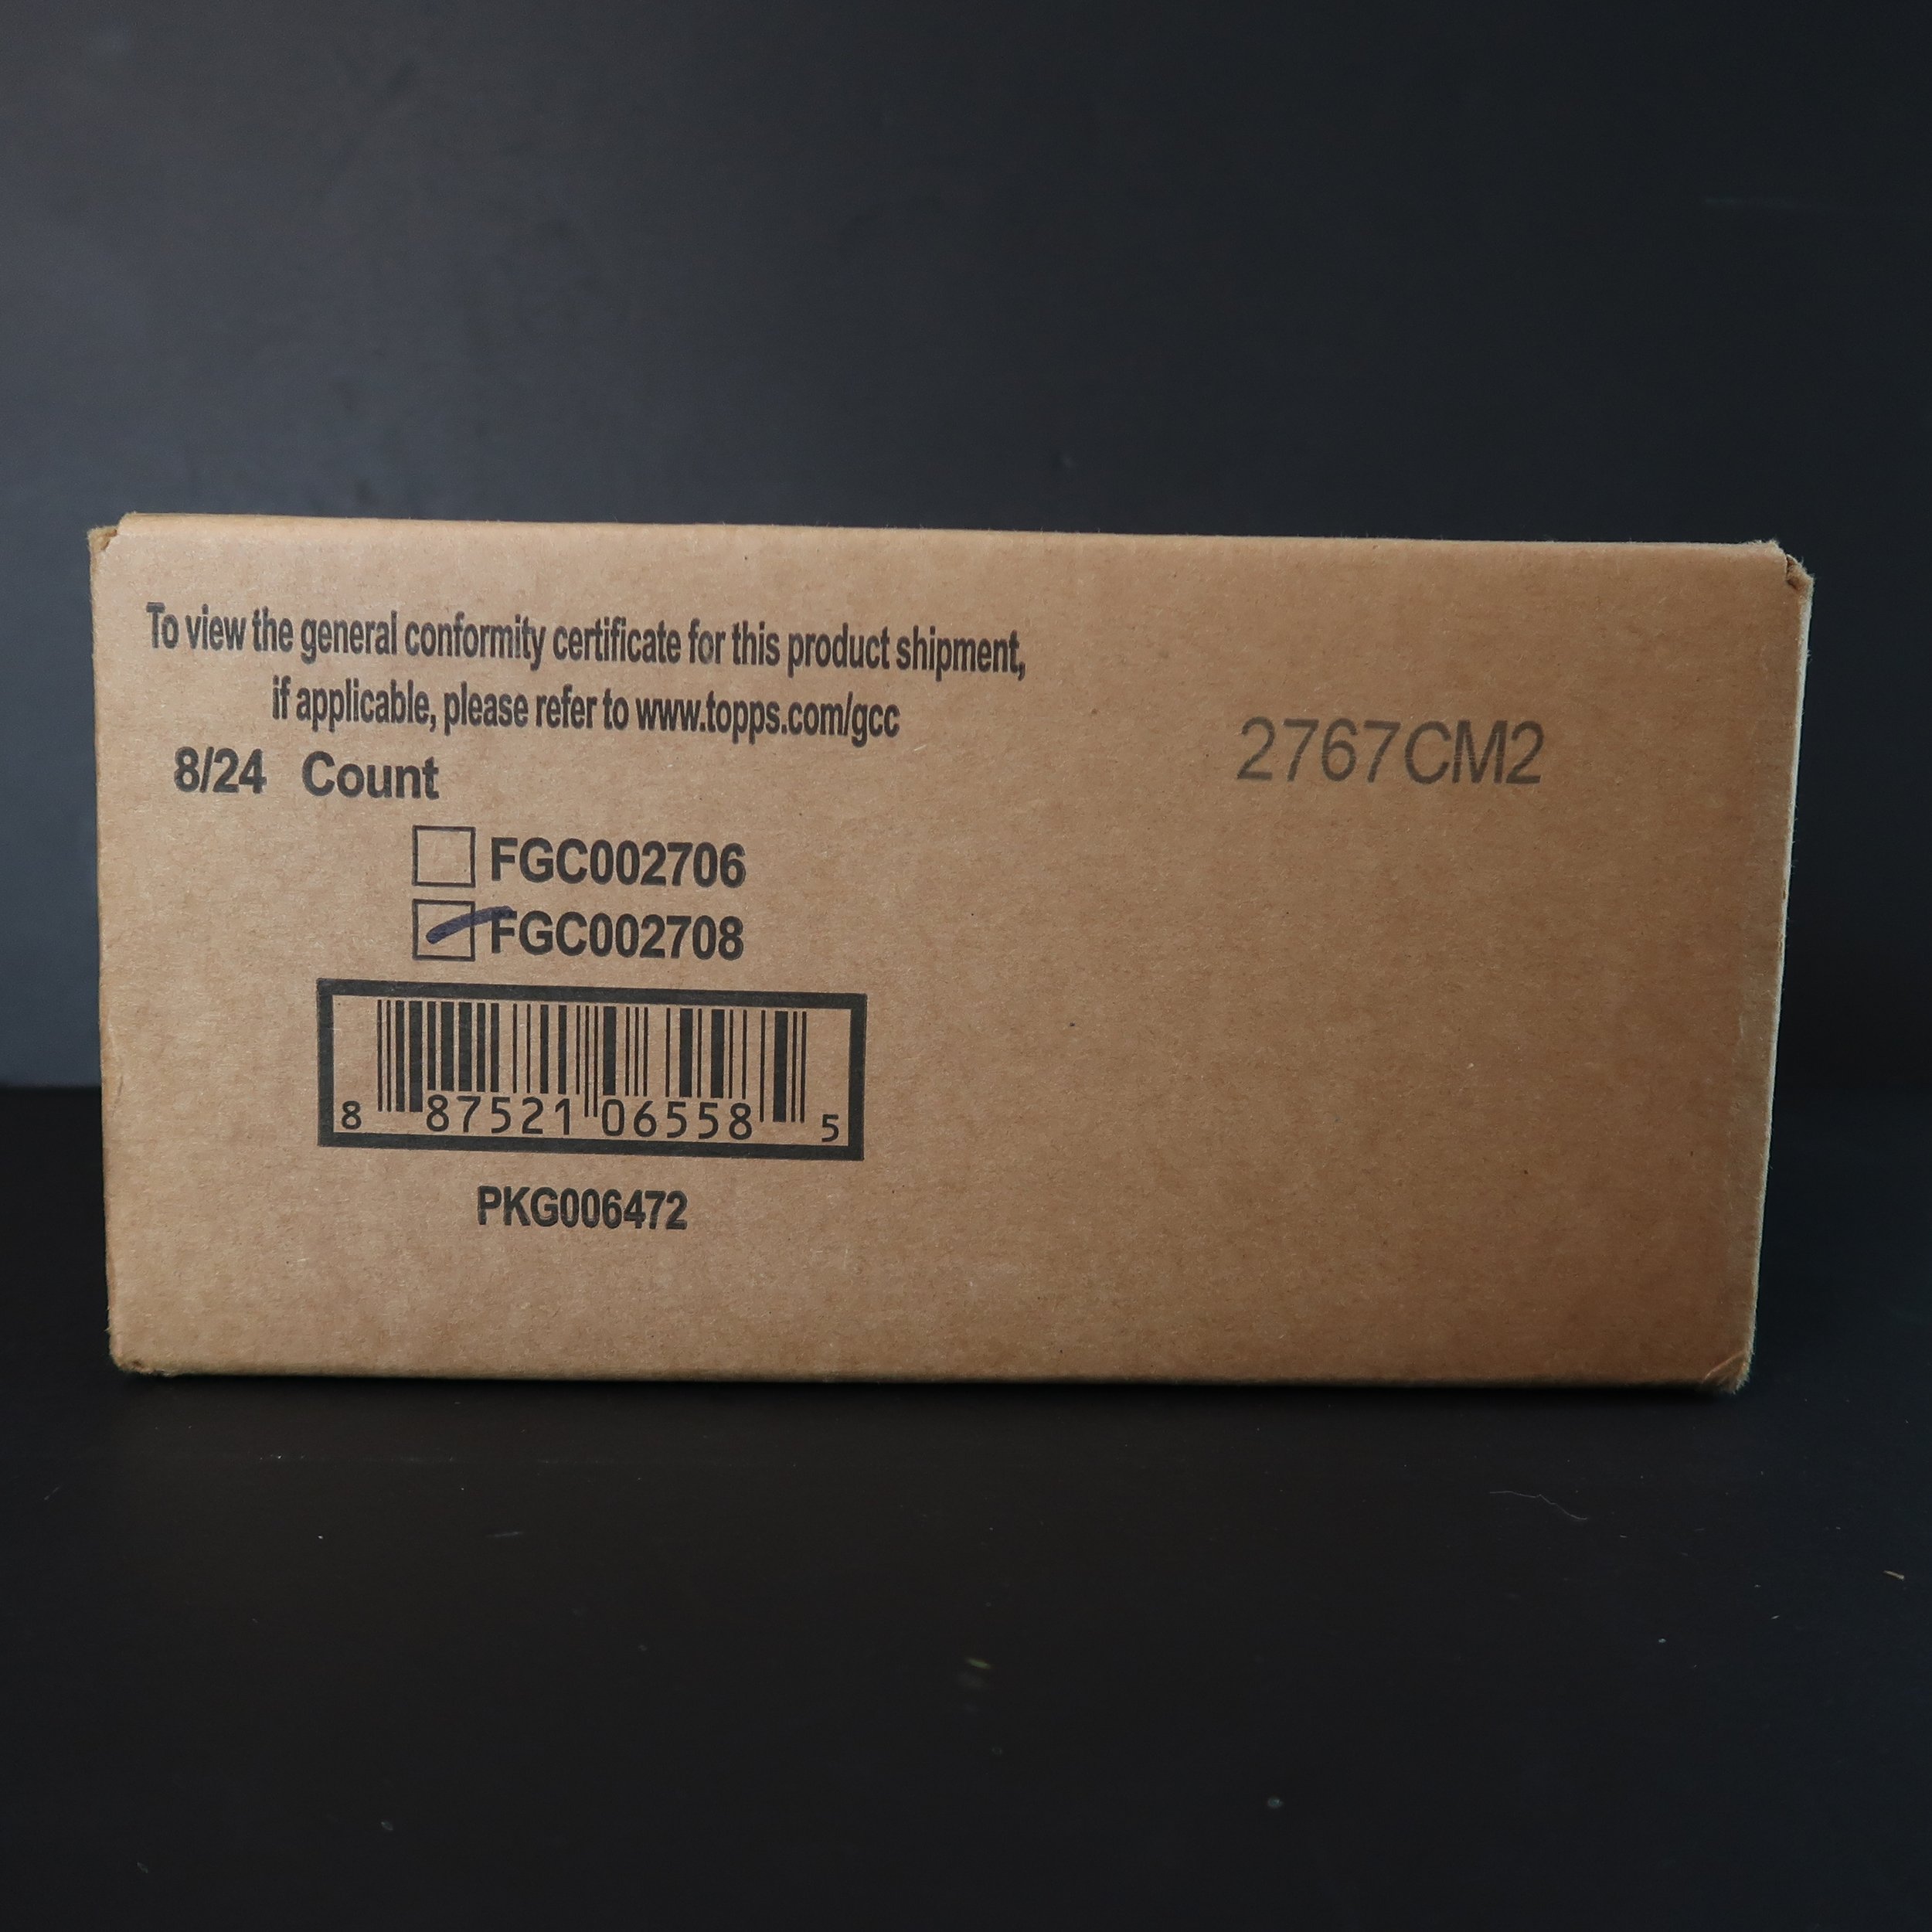 To view the general conformity certificate for this product shipment,
if applicable, please refer to www.topps.com/gcc
2767CM2
8/24 Count
FGC002706
FGC002708
8 87521 06558 5
PKG006472